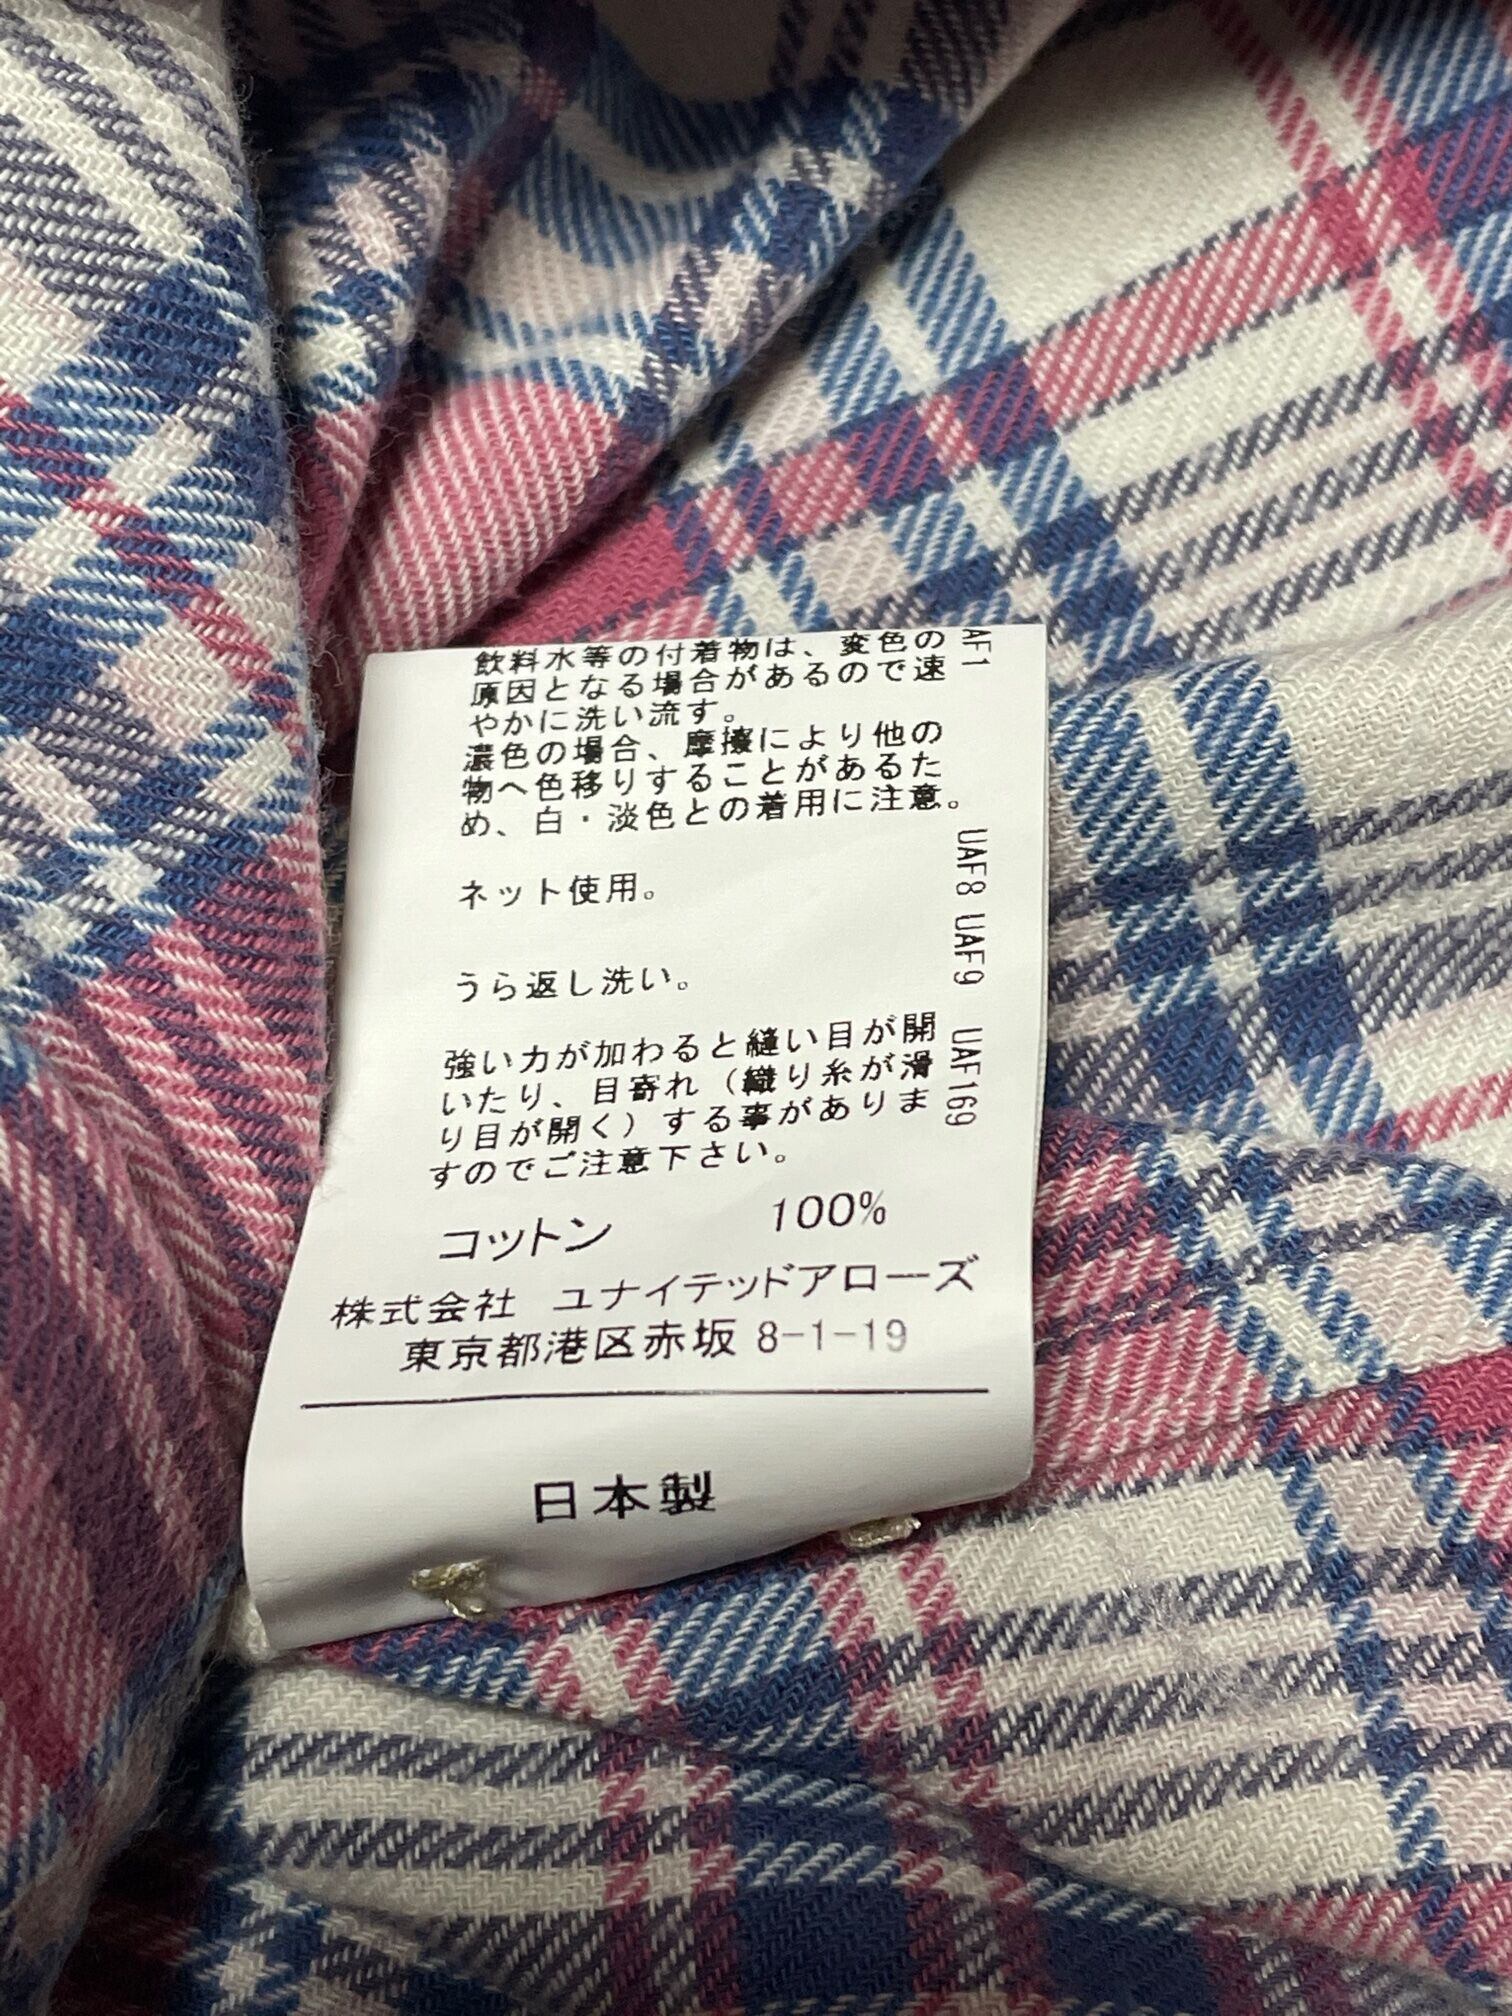 飲料水等の付着物は、変色の
原因となる場合があるので速
やかに洗い流す。
濃色の場合、摩擦により他の
物へ色移りすることがあるた
め、白・淡色との着用に注意。
ネット使用。
うら返し洗い。
強い力が加わると縫い目が開
いたり、目寄れ（織り糸が滑
り目が開く）する事がありま
すのでご注意下さい。
コットン 100%
株式会社 ユナイテッドアローズ
東京都港区赤坂 8-1-19
日本製
UAF1
UAF8 UAF9 UAF169